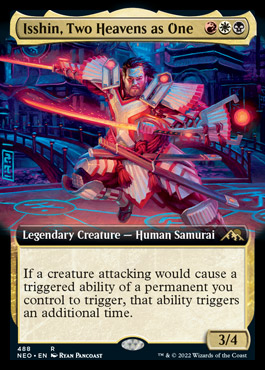 Isshin, Two Heavens as One
Legendary Creature — Human Samurai
If a creature attacking would cause a
triggered ability of a permanent you
control to trigger, that ability triggers
an additional time.
3/4
488 R
NEO • EN Ryan Pancoast
™ & © 2022 Wizards of the Coast